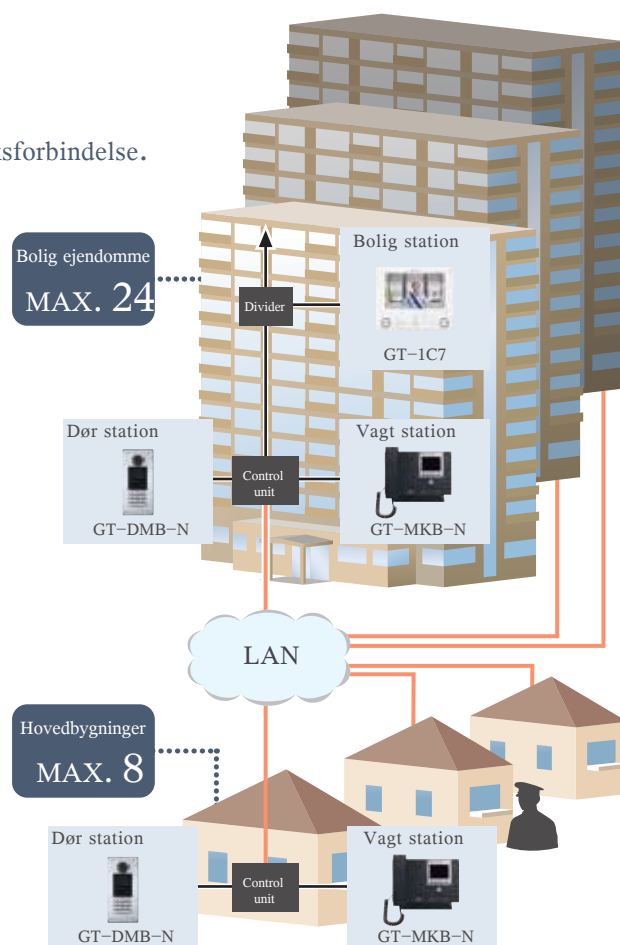 sforbindelse.
Bolig ejendomme
MAX. 24
Bolig station
Divider
GT-1C7
Dør station
Vagt station
Control
unit
GT-DMB-N
GT-MKB-N
LAN
Hovedbygninger
MAX. 8
Dør station
Vagt station
Control
unit
GT-DMB-N
GT-MKB-N